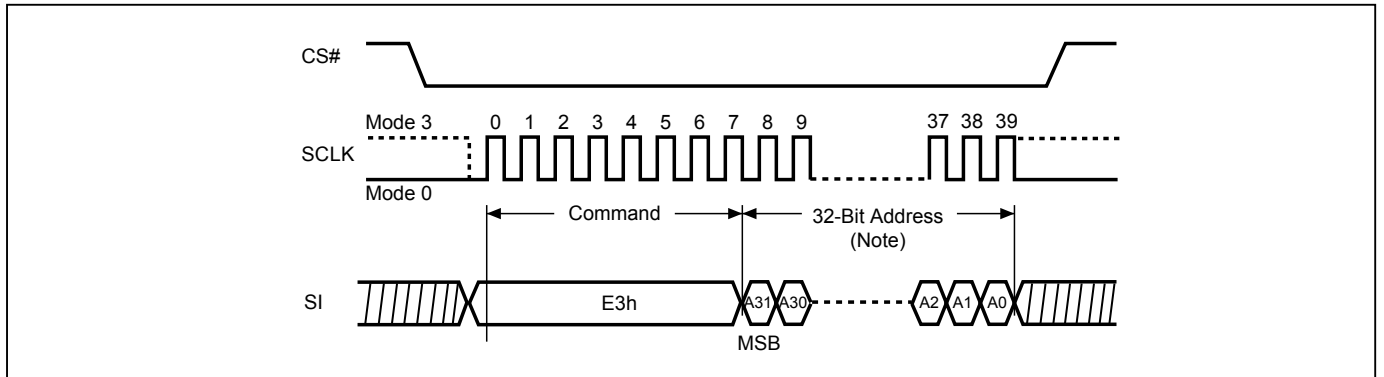 CS#
Mode 3
0 1 2 3 4 5 6 7 8 9 37 38 39
SCLK
Mode 0
Command
32-Bit Address
(Note)
SI
E3h
A31 A30 A2 A1 A0
MSB